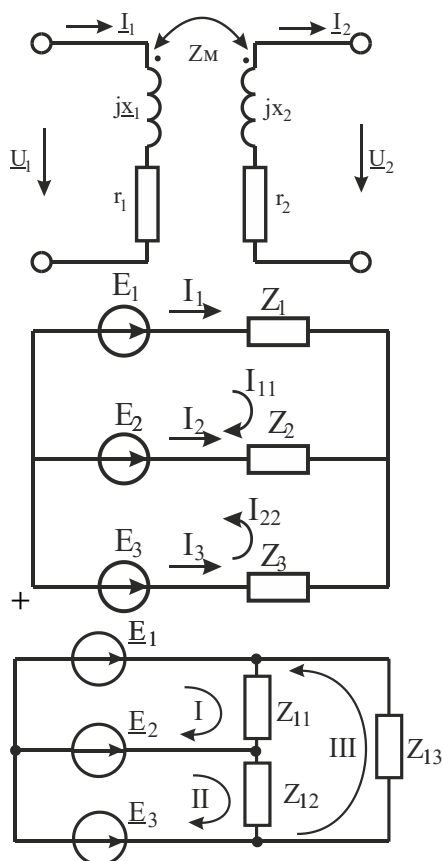 I₁ I₂
Zм
jx₁ jx₂
U₁ U₂
r₁ r₂
E₁ I₁ Z₁
I₁₁
E₂ I₂ Z₂
I₂₂
E₃ I₃ Z₃
+
E₁
I Z₁₁
E₂ III Z₁₃
II Z₁₂
E₃